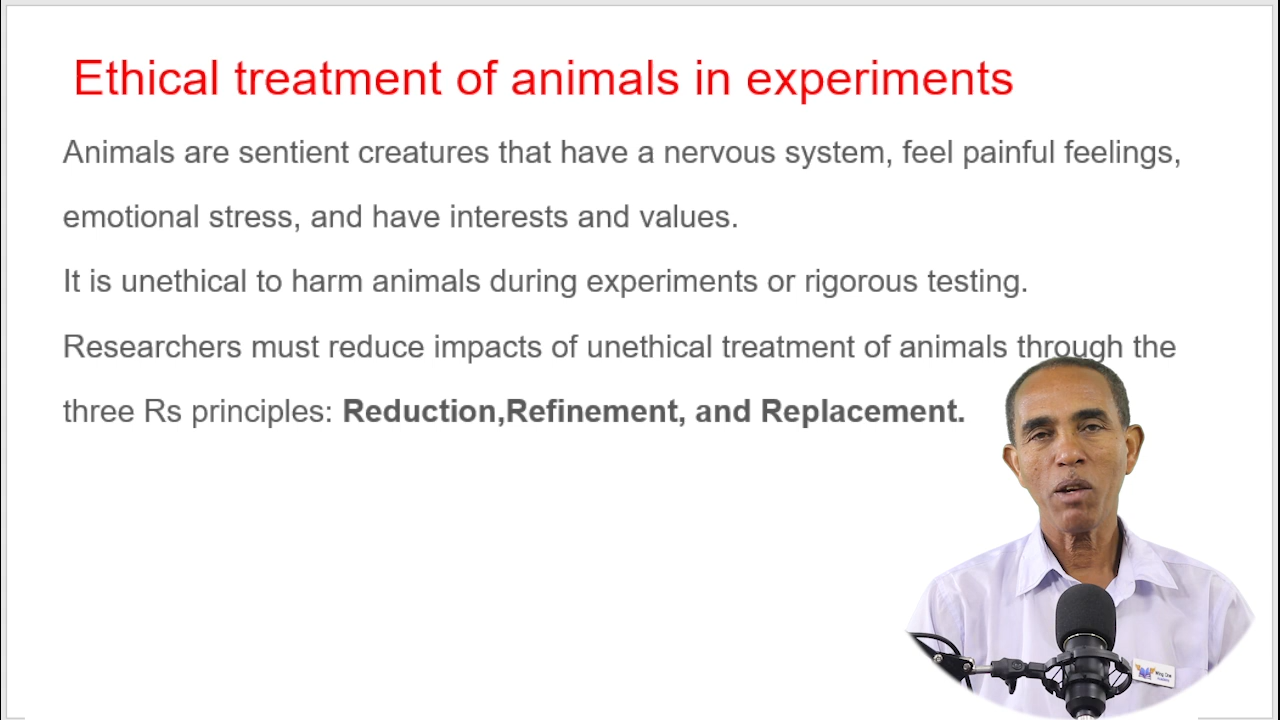 Ethical treatment of animals in experiments
Animals are sentient creatures that have a nervous system, feel painful feelings,
emotional stress, and have interests and values.
It is unethical to harm animals during experiments or rigorous testing.
Researchers must reduce impacts of unethical treatment of animals through the
three Rs principles: Reduction,Refinement, and Replacement.